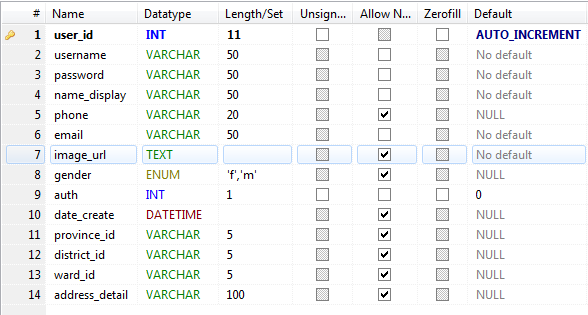 # Name Datatype Length/Set Unsign... Allow N... Zerofill Default
1 user_id INT 11 AUTO_INCREMENT
2 username VARCHAR 50 No default
3 password VARCHAR 50 No default
4 name_display VARCHAR 50 No default
5 phone VARCHAR 20 NULL
6 email VARCHAR 50 No default
7 image_url TEXT No default
8 gender ENUM 'f','m' NULL
9 auth INT 1 0
10 date_create DATETIME NULL
11 province_id VARCHAR 5 NULL
12 district_id VARCHAR 5 NULL
13 ward_id VARCHAR 5 NULL
14 address_detail VARCHAR 100 NULL